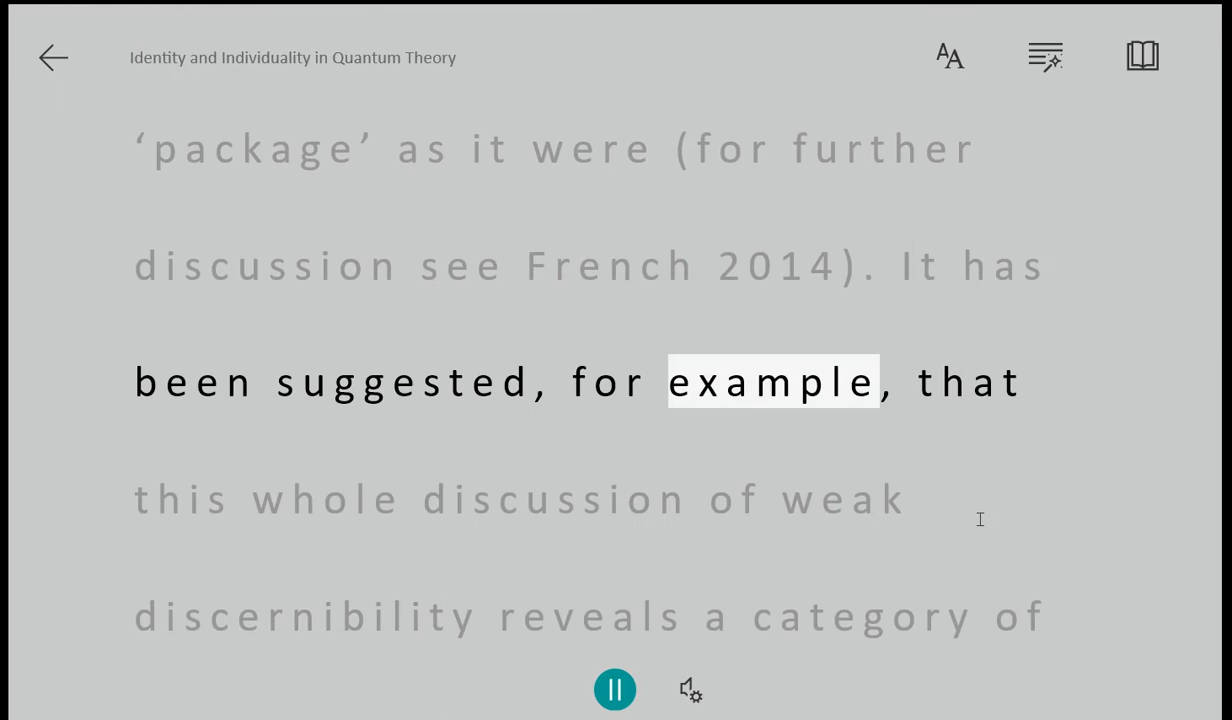 Identity and Individuality in Quantum Theory
‘package’ as it were (for further
discussion see French 2014). It has
been suggested, for example, that
this whole discussion of weak
discernibility reveals a category of